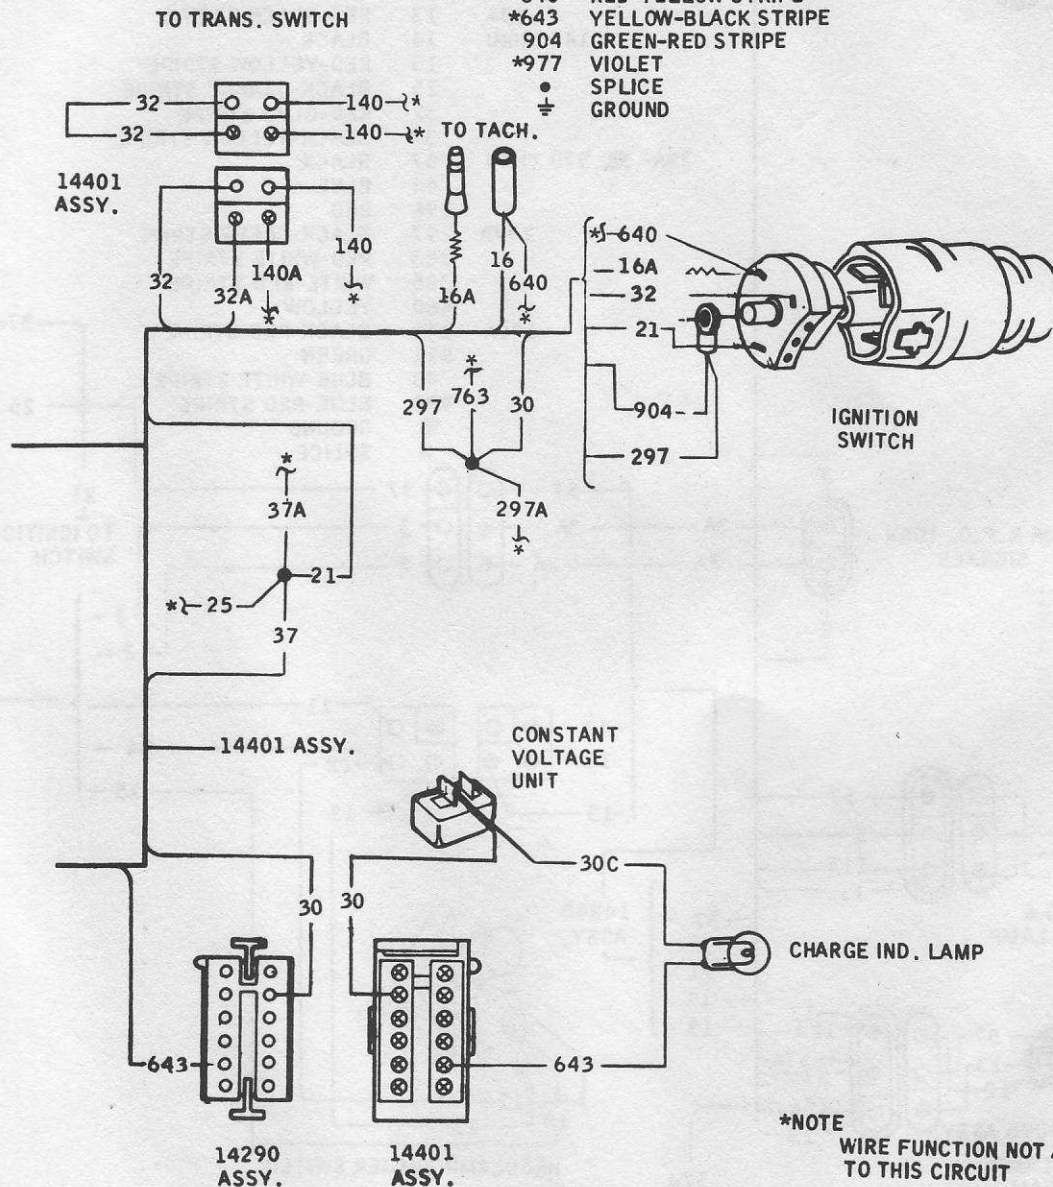 TO TRANS. SWITCH
*643 YELLOW-BLACK STRIPE
904 GREEN-RED STRIPE
*977 VIOLET
● SPLICE
⏚ GROUND
32
140
*
32
140
*
TO TACH.
14401
ASSY.
32
32A
140A
*
140
*
16A
16
640
*
* 640
16A
32
21
904
297
IGNITION
SWITCH
297
*
763
30
297A
*
*
37A
21
* 25
37
14401 ASSY.
CONSTANT
VOLTAGE
UNIT
30C
30
30
CHARGE IND. LAMP
643
643
14290
ASSY.
14401
ASSY.
*NOTE
WIRE FUNCTION NOT
TO THIS CIRCUIT